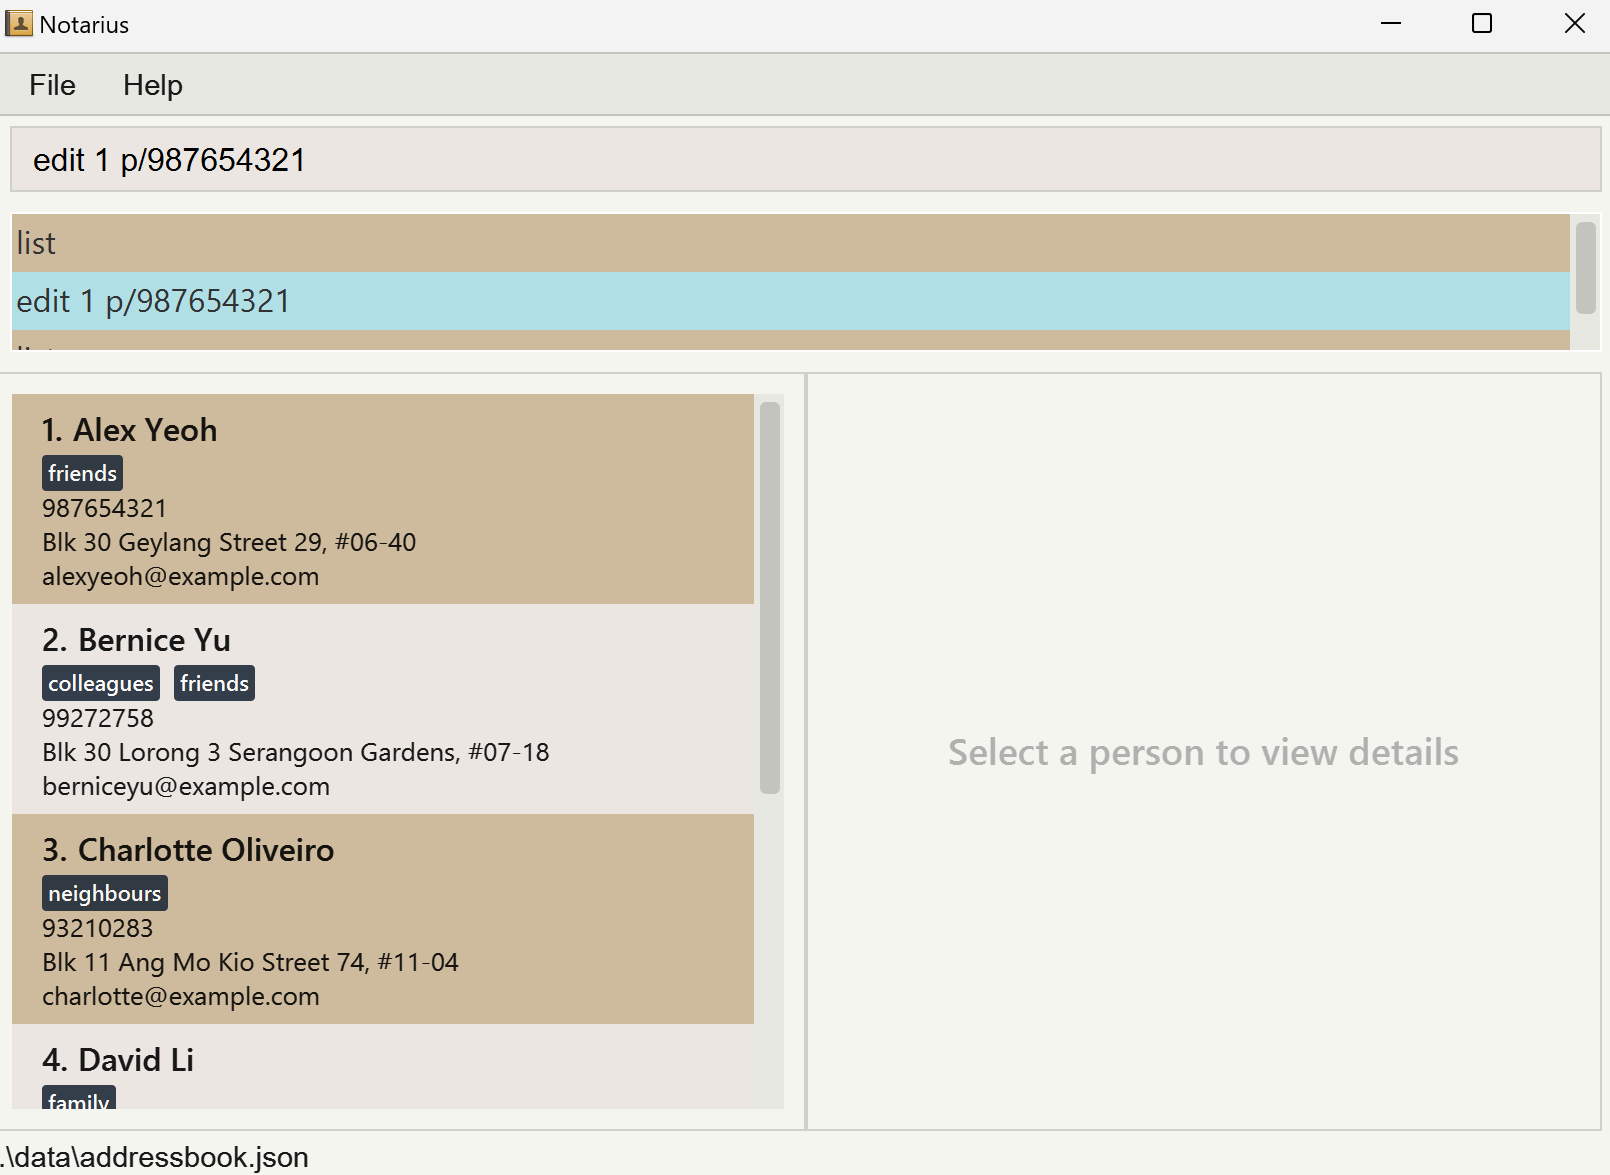 Notarius
File Help
edit 1 p/987654321
list
edit 1 p/987654321
1. Alex Yeoh
friends
987654321
Blk 30 Geylang Street 29, #06-40
alexyeoh@example.com
2. Bernice Yu
colleagues friends
99272758
Blk 30 Lorong 3 Serangoon Gardens, #07-18
berniceyu@example.com
3. Charlotte Oliveiro
neighbours
93210283
Blk 11 Ang Mo Kio Street 74, #11-04
charlotte@example.com
4. David Li
family
Select a person to view details
.\data\addressbook.json